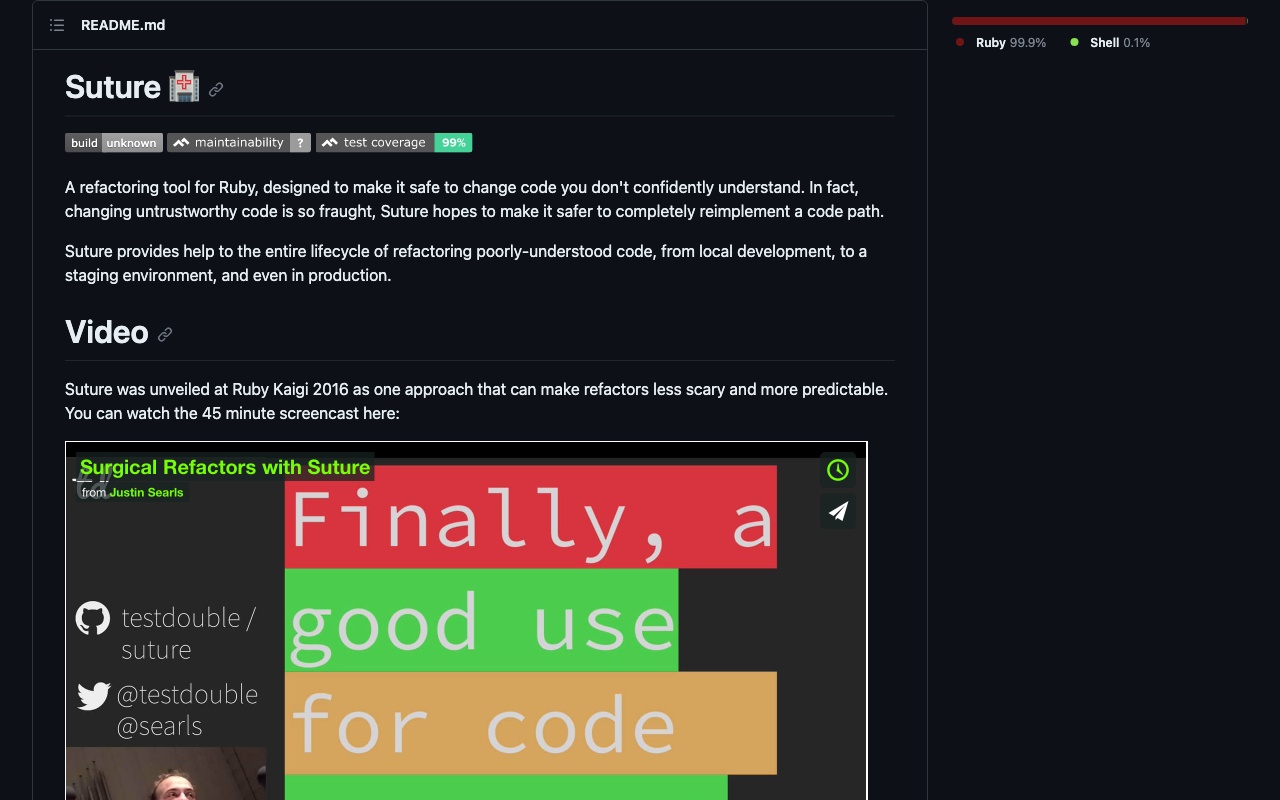 README.md
Ruby 99.9%
Shell 0.1%
Suture
build unknown
maintainability ?
test coverage 99%
A refactoring tool for Ruby, designed to make it safe to change code you don't confidently understand. In fact,
changing untrustworthy code is so fraught, Suture hopes to make it safer to completely reimplement a code path.
Suture provides help to the entire lifecycle of refactoring poorly-understood code, from local development, to a
staging environment, and even in production.
Video
Suture was unveiled at Ruby Kaigi 2016 as one approach that can make refactors less scary and more predictable.
You can watch the 45 minute screencast here:
Surgical Refactors with Suture
from Justin Searls
testdouble /
suture
@testdouble
@searls
Finally, a
good use
for code